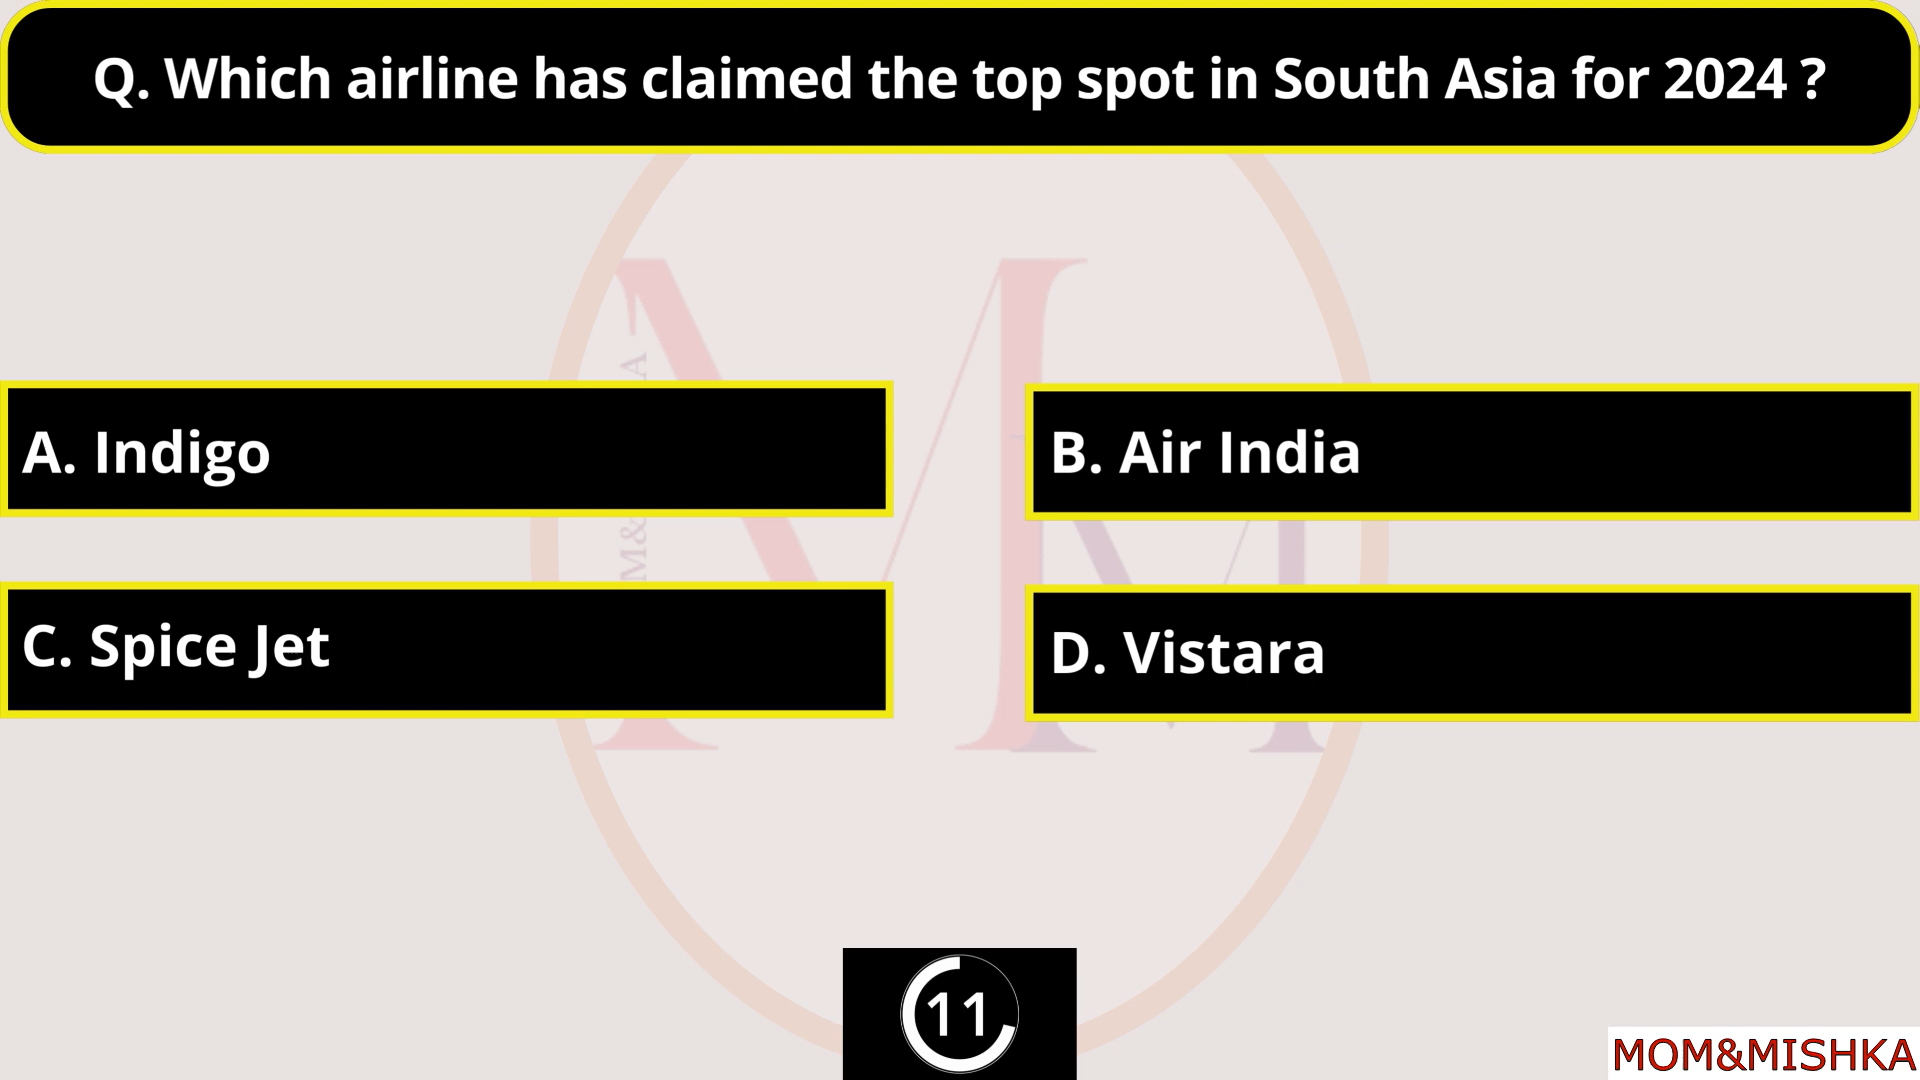 Q. Which airline has claimed the top spot in South Asia for 2024 ?
A. Indigo
B. Air India
C. Spice Jet
D. Vistara
M&
A
11
MOM&MISHKA